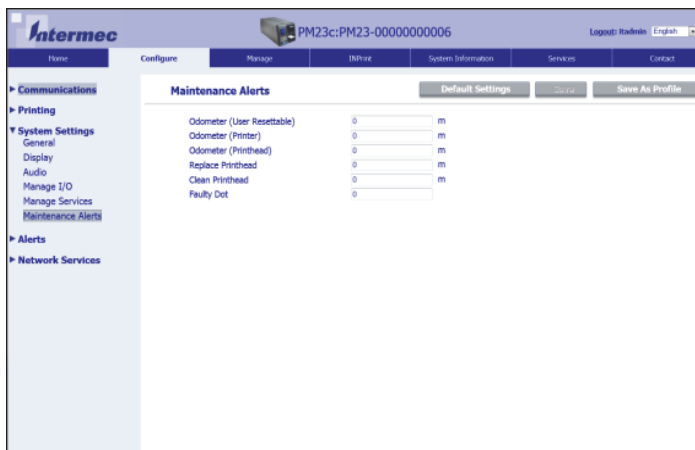 Intermec
PM23c:PM23-00000000006
Logout: itadmin English
Home Configure Manage INPrint System Information Services Contact
Communications
Printing
System Settings
General
Display
Audio
Manage I/O
Manage Services
Maintenance Alerts
Alerts
Network Services
Maintenance Alerts Default Settings Save As Profile
Odometer (User Resettable) 0 m
Odometer (Printer) 0 m
Odometer (Printhead) 0 m
Replace Printhead 0 m
Clean Printhead 0 m
Faulty Dot 0